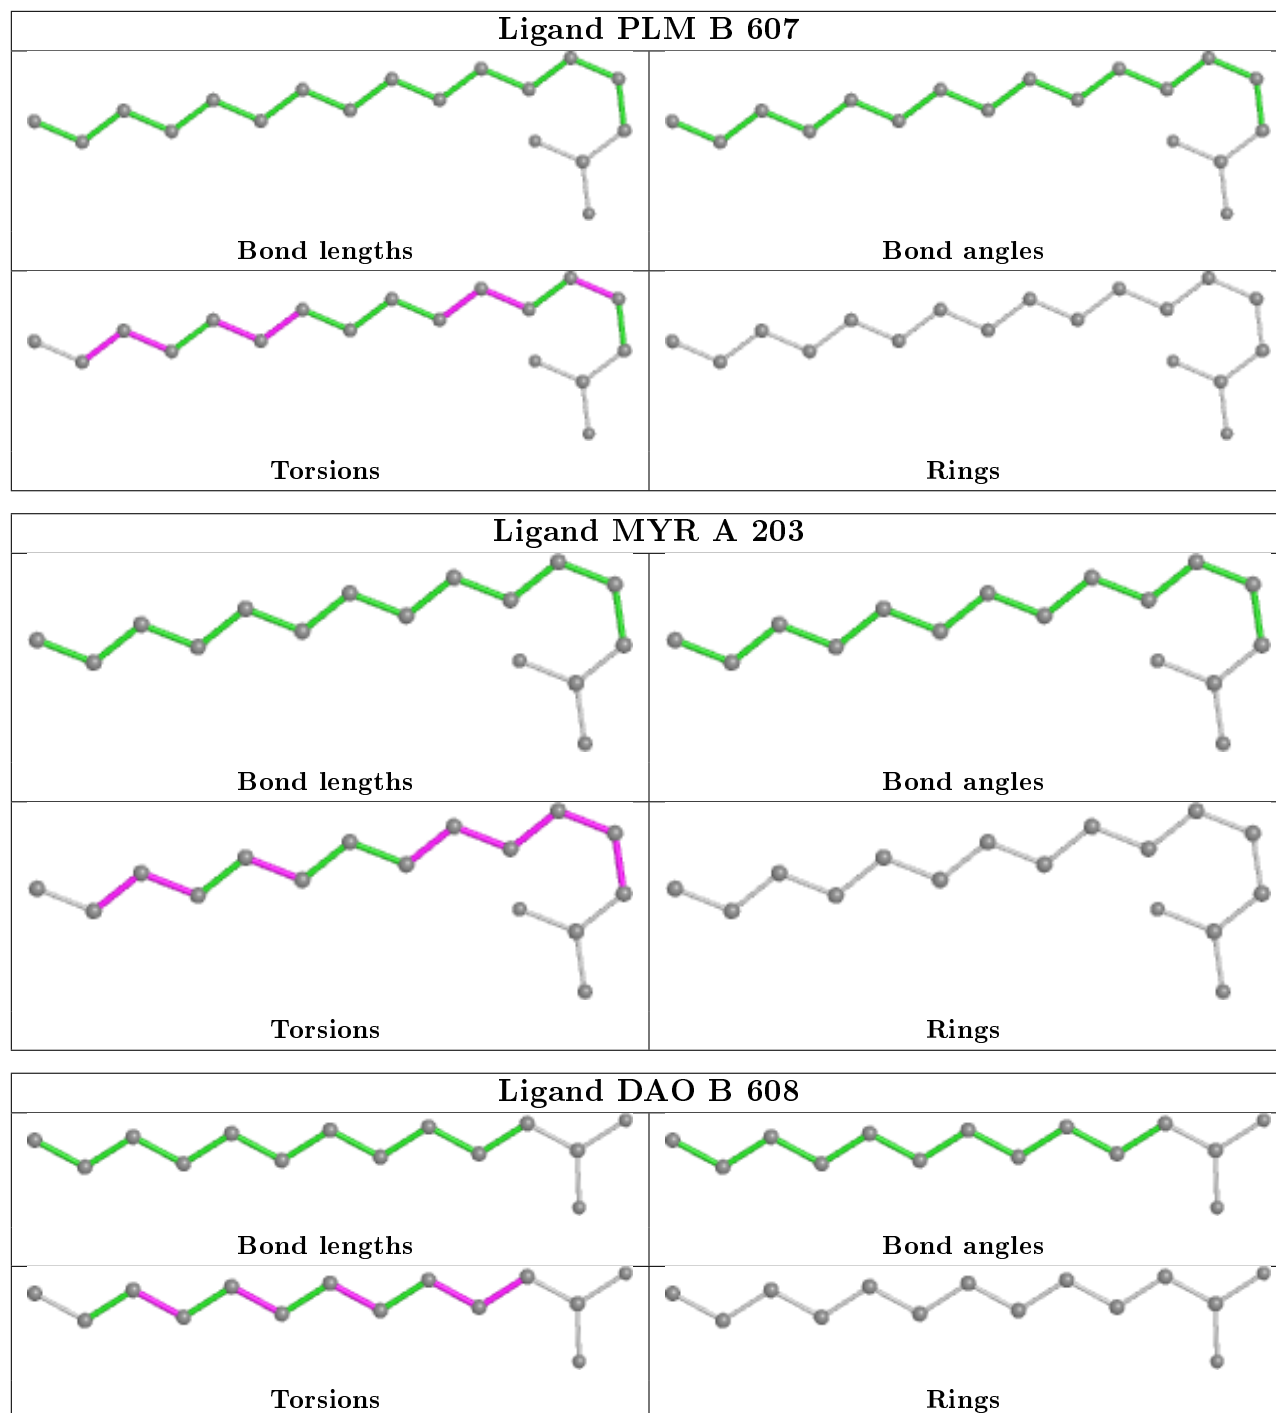 Ligand PLM B 607
Bond lengths
Bond angles
Torsions
Rings
Ligand MYR A 203
Bond lengths
Bond angles
Torsions
Rings
Ligand DAO B 608
Bond lengths
Bond angles
Torsions
Rings